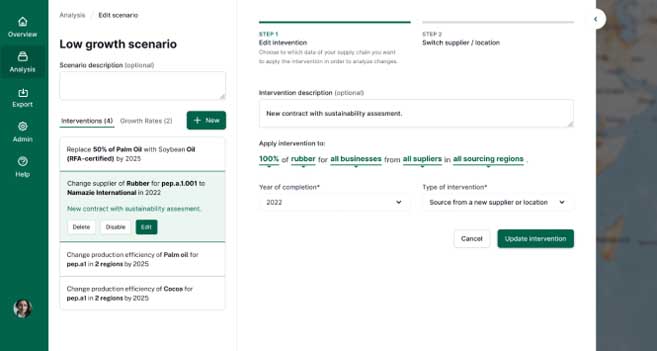 Overview
Analysis
Export
Admin
Help
Analysis / Edit scenario
Low growth scenario
Scenario description (optional)
Interventions (4)
Growth Rates (2)
+ New
Replace 50% of Palm Oil with Soybean Oil
(RFA-certified) by 2025
Change supplier of Rubber for pep.a.1.001 to
Namazie International in 2022
New contract with sustainability assesment.
Delete
Disable
Edit
Change production efficiency of Palm oil for
pep.a1 in 2 regions by 2025
Change production efficiency of Cocoa for
pep.a1 in 2 regions by 2025
STEP 1
Edit intevention
Choose to which data of your supply chain you want
to apply the intervention in order to analyze changes.
STEP 2
Switch supplier / location
Intervention description (optional)
New contract with sustainability assessment.
Apply intervention to:
100% of rubber for all businesses from all supliers in all sourcing regions .
Year of completion*
2022
Type of intervention*
Source from a new supplier or location
Cancel
Update intervention